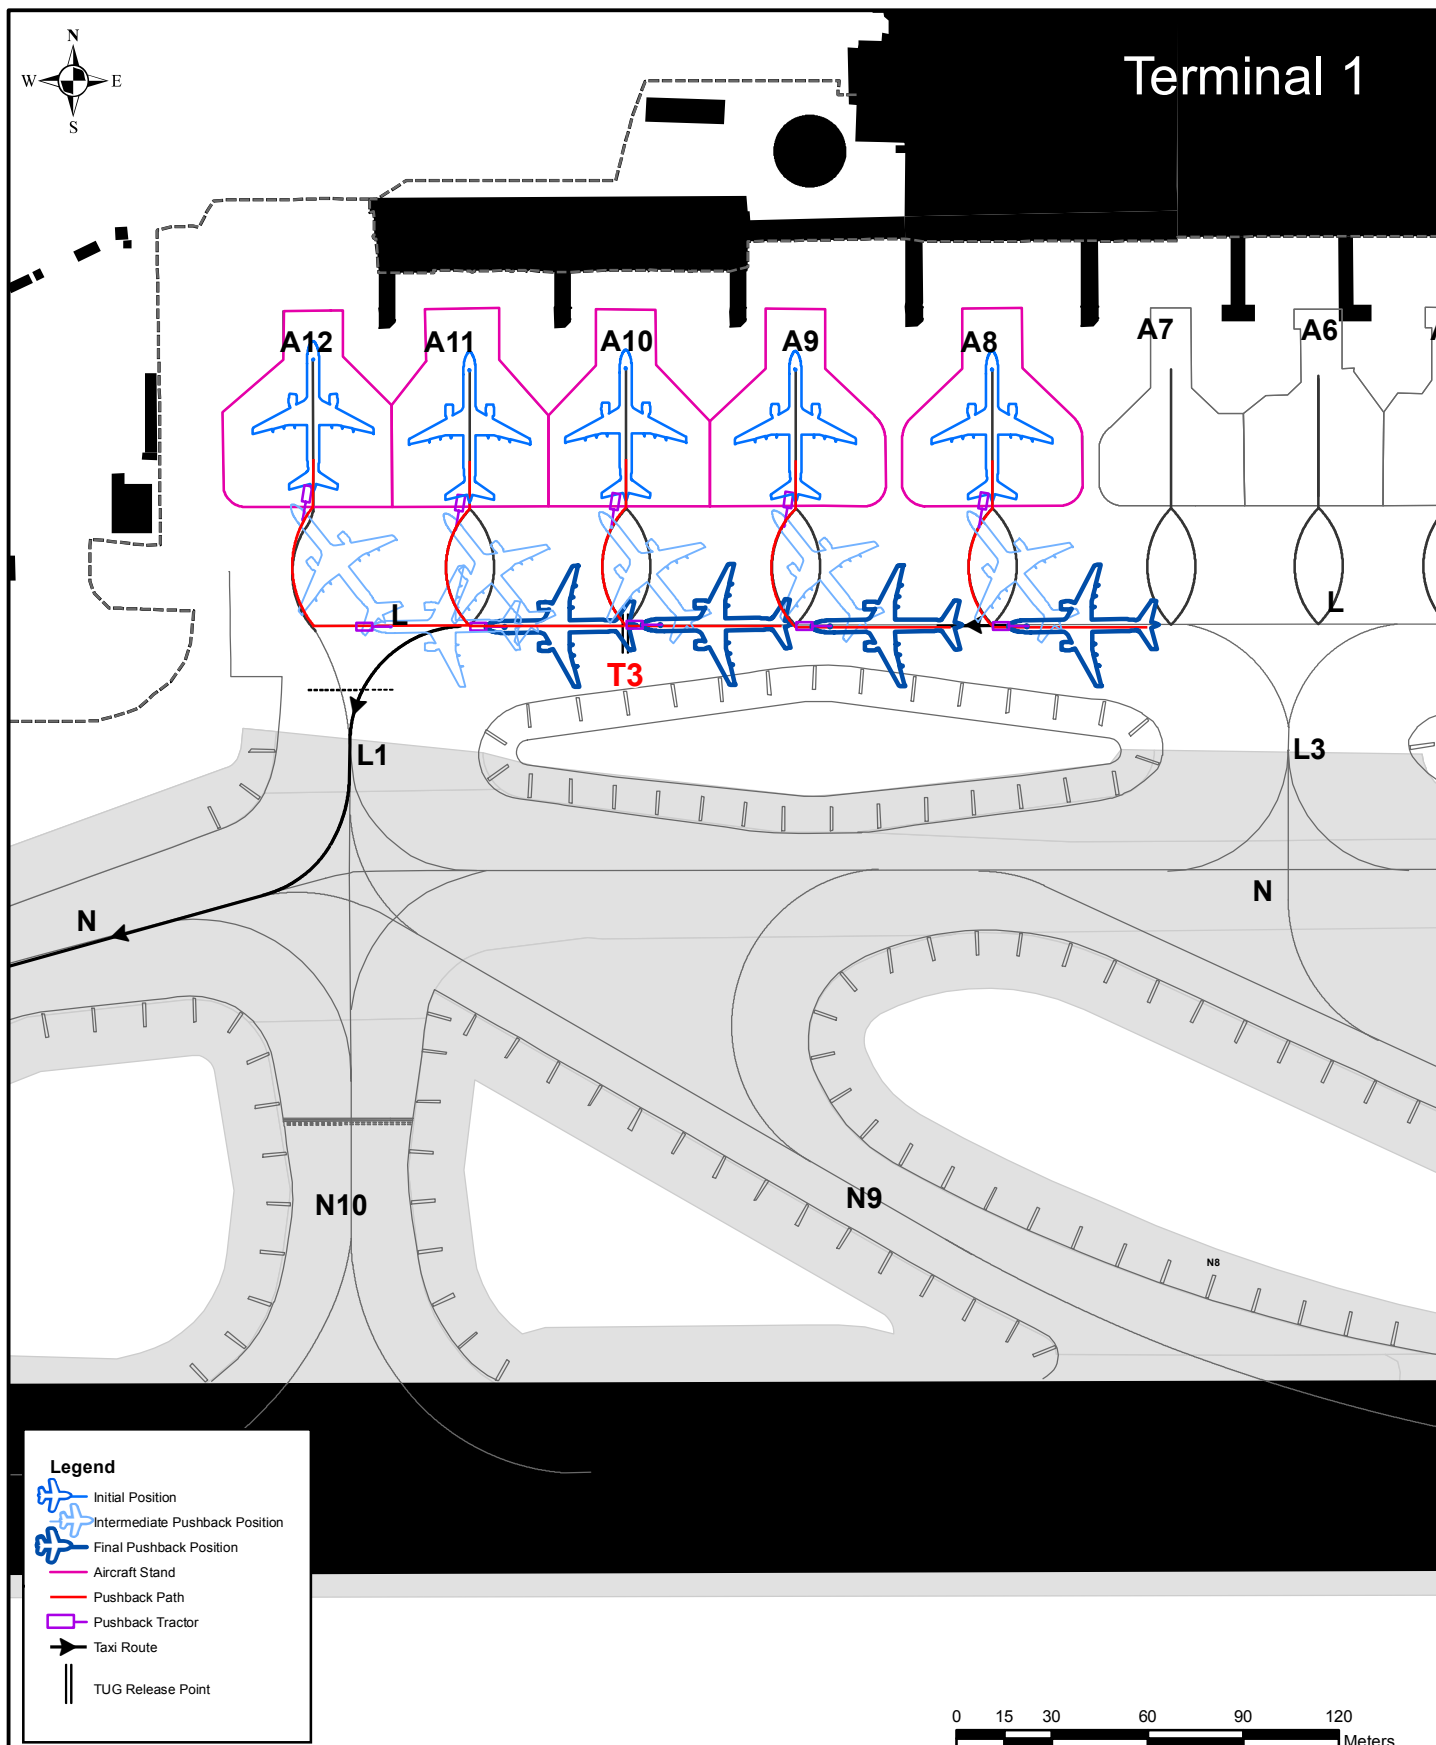 N
W E
S
Terminal 1
A12
A11
A10
A9
A8
A7
A6
L
L
T3
L1
L3
N
N
N10
N9
N8
Legend
Initial Position
Intermediate Pushback Position
Final Pushback Position
Aircraft Stand
Pushback Path
Pushback Tractor
Taxi Route
TUG Release Point
0 15 30 60 90 120
Meters